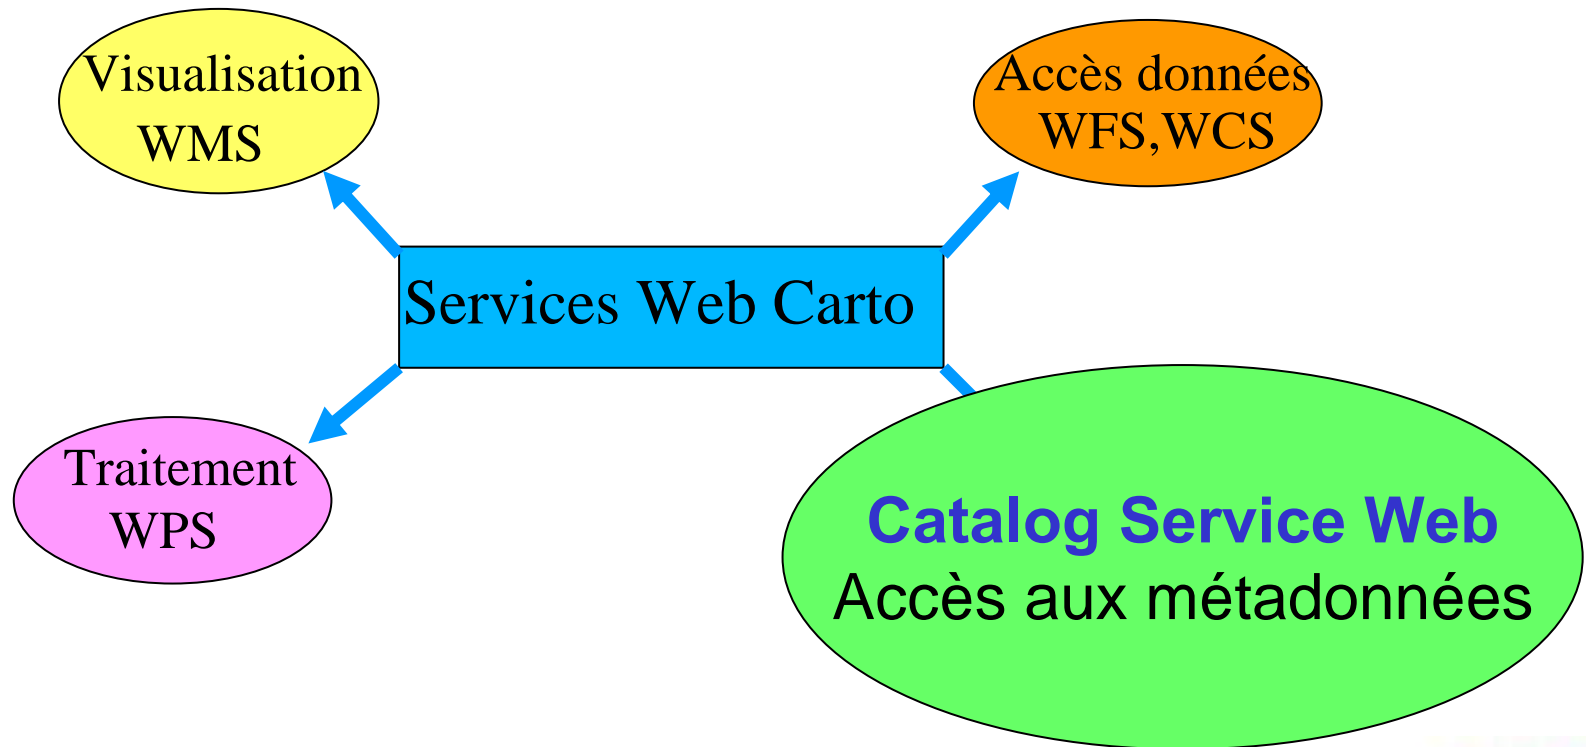 Visualisation
WMS
Accès données
WFS,WCS
Services Web Carto
Traitement
WPS
Catalog Service Web
Accès aux métadonnées